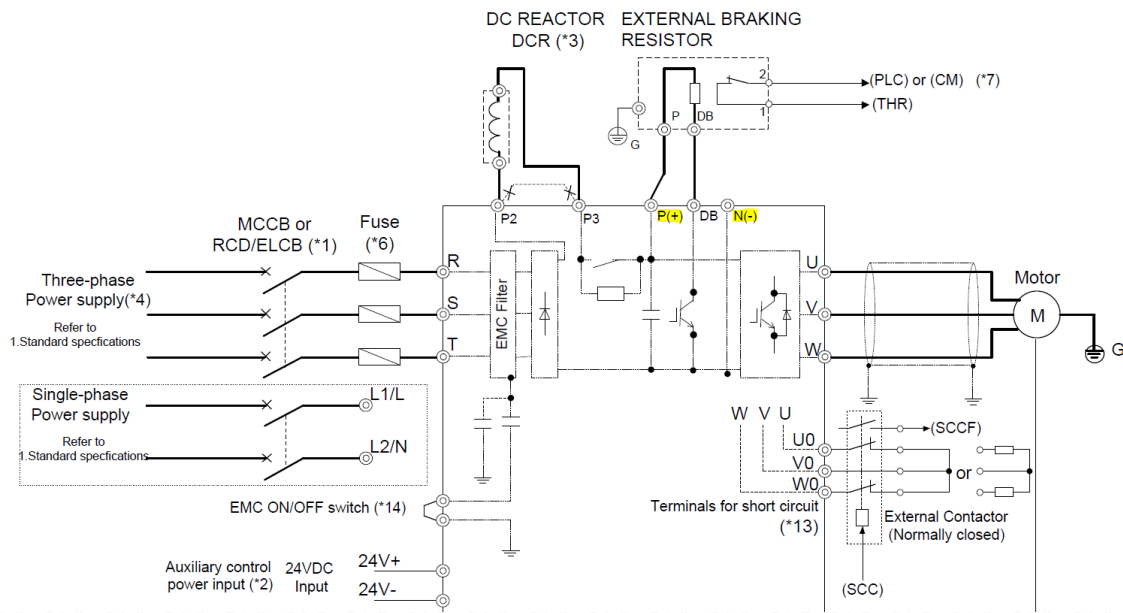 DC REACTOR
DCR (*3)
EXTERNAL BRAKING
RESISTOR
2
(PLC) or (CM) (*7)
1
(THR)
P
DB
G
P2
P3
P(+)
DB
N(-)
MCCB or
RCD/ELCB (*1)
Fuse
(*6)
Three-phase
Power supply(*4)
Refer to
1.Standard specfications
R
S
T
EMC Filter
U
V
W
Motor
M
G
Single-phase
Power supply
Refer to
1.Standard specfications
L1/L
L2/N
W V U
U0
V0
W0
(SCCF)
or
Terminals for short circuit
(*13)
External Contactor
(Normally closed)
(SCC)
EMC ON/OFF switch (*14)
Auxiliary control
power input (*2)
24VDC
Input
24V+
24V-